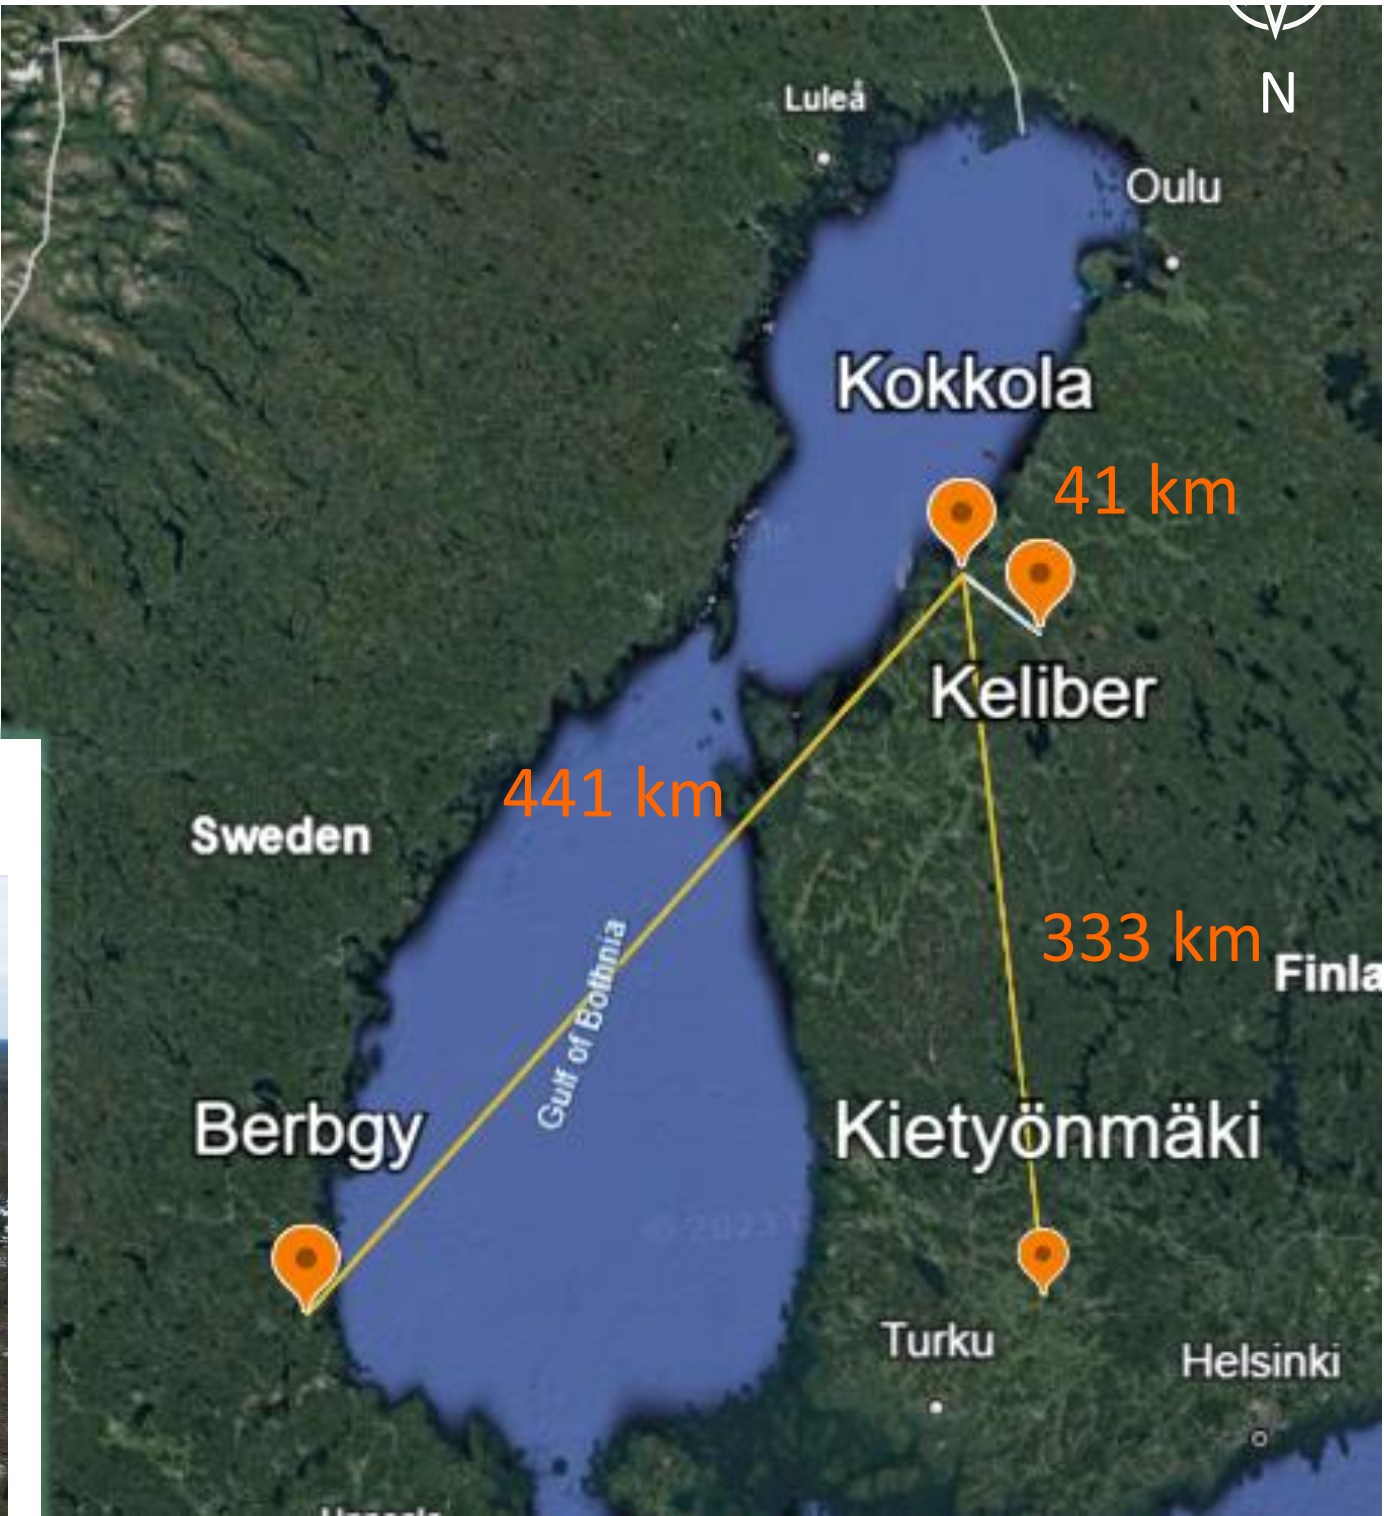 N
Luleå
Oulu
Kokkola
41 km
Keliber
441 km
Sweden
333 km
Finla
Gulf of Bothnia
Berbgy
Kietyönmäki
© 2023
Turku
Helsinki